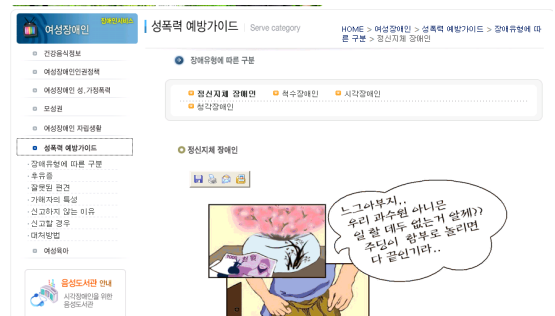 여성장애인
장애인서비스
성폭력 예방가이드
Serve category
HOME > 여성장애인 > 성폭력 예방가이드 > 장애유형에 따
른 구분 > 정신지체 장애인
건강음식정보
여성장애인인권정책
여성장애인 성, 가정폭력
모성권
여성장애인 자립생활
성폭력 예방가이드
· 장애유형에 따른 구분
· 후유증
· 잘못된 편견
· 가해자의 특성
· 신고하지 않는 이유
· 신고할 경우
· 대처방법
여성육아
음성도서관 안내
시각장애인을 위한
음성도서관
장애유형에 따른 구분
정신지체 장애인
척수장애인
시각장애인
청각장애인
정신지체 장애인
느그아부지..
우리 과수원 아니믄
일 할 데두 없는거 알제??
주딩이 함부로 놀리면
다 끝인기라..